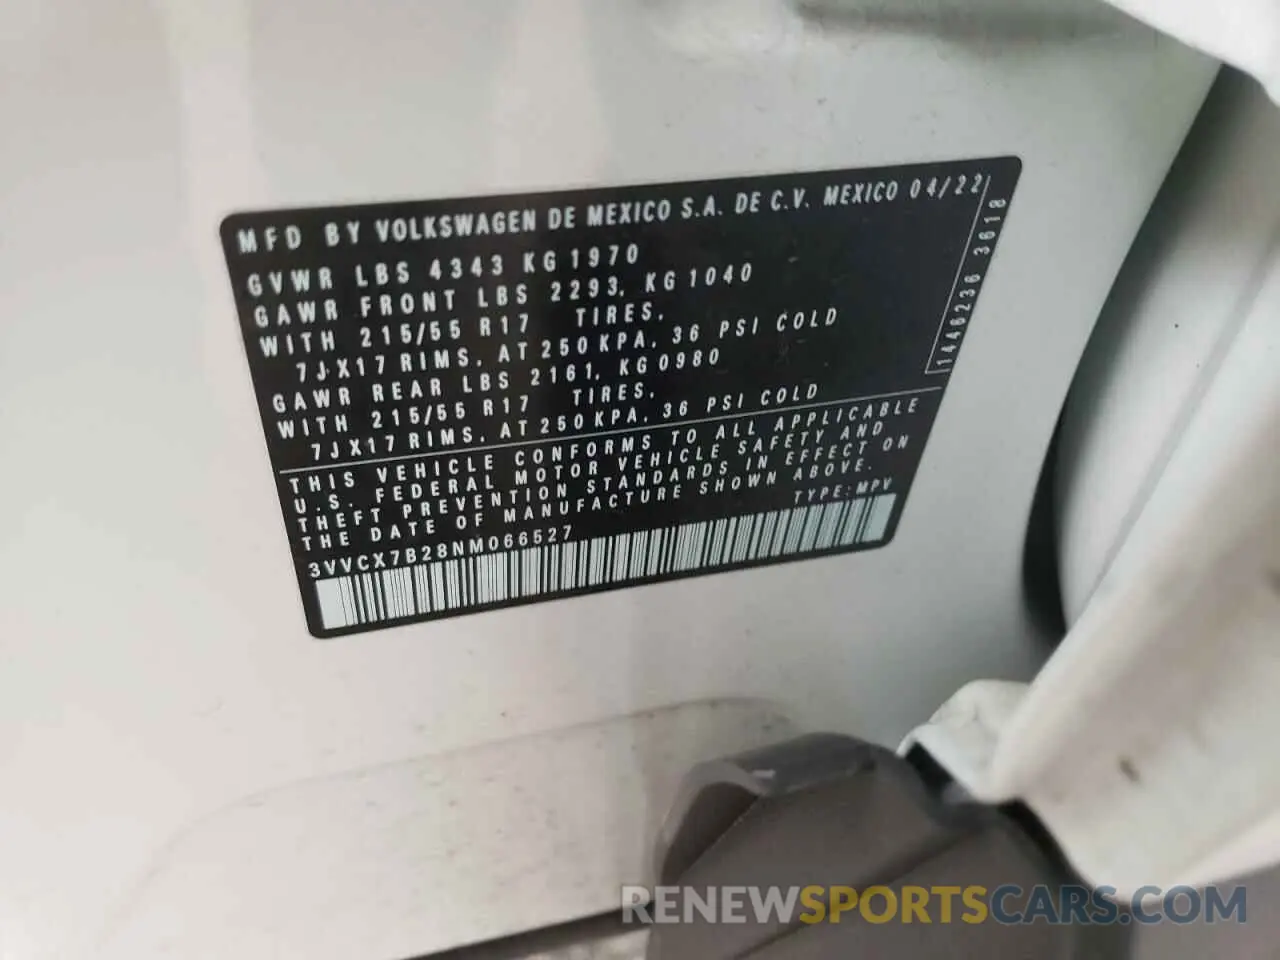 MFD BY VOLKSWAGEN DE MEXICO S.A. DE C.V. MEXICO 04/22
GVWR LBS 4343 KG 1970
GAWR FRONT LBS 2293, KG 1040
WITH 215/55 R17 TIRES,
7JX17 RIMS, AT 250 KPA, 36 PSI COLD
GAWR REAR LBS 2161, KG 0980
WITH 215/55 R17 TIRES,
7JX17 RIMS, AT 250 KPA, 36 PSI COLD
1446236 3618
THIS VEHICLE CONFORMS TO ALL APPLICABLE
U.S. FEDERAL MOTOR VEHICLE SAFETY AND
THEFT PREVENTION STANDARDS IN EFFECT ON
THE DATE OF MANUFACTURE SHOWN ABOVE.
TYPE: MPV
3VVCX7B28NM066527
RENEWSPORTSCARS.COM